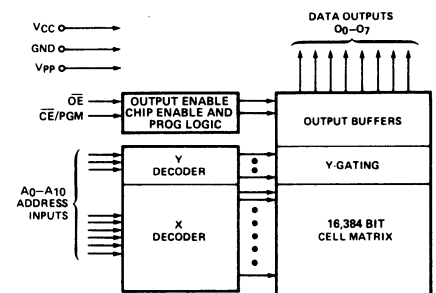 DATA OUTPUTS
O0–O7
VCC
GND
VPP
OE
CE/PGM
OUTPUT ENABLE
CHIP ENABLE AND
PROG LOGIC
OUTPUT BUFFERS
A0–A10
ADDRESS
INPUTS
Y
DECODER
Y-GATING
X
DECODER
16,384 BIT
CELL MATRIX